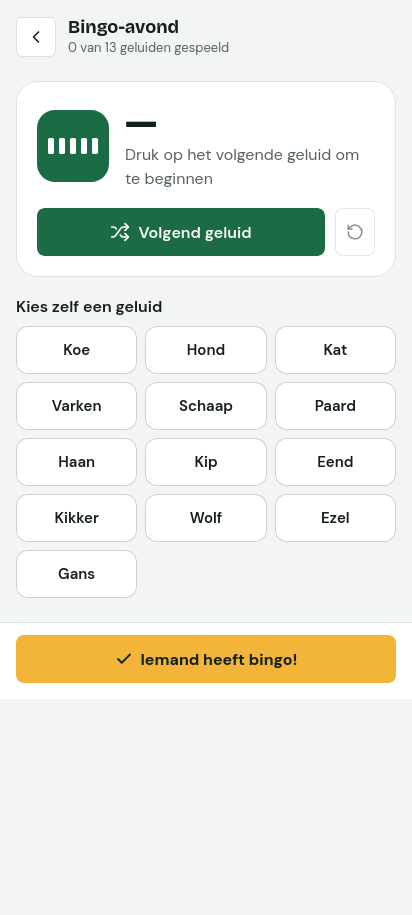 Bingo-avond
0 van 13 geluiden gespeeld
—
Druk op het volgende geluid om
te beginnen
Volgend geluid
Kies zelf een geluid
Koe
Hond
Kat
Varken
Schaap
Paard
Haan
Kip
Eend
Kikker
Wolf
Ezel
Gans
Iemand heeft bingo!